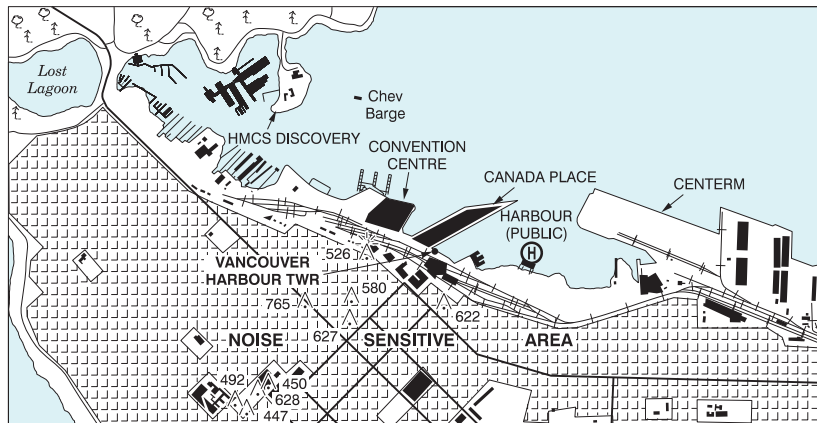 Lost
Lagoon
Chev
Barge
HMCS DISCOVERY
CONVENTION
CENTRE
CANADA PLACE
CENTERM
HARBOUR
(PUBLIC)
H
526
VANCOUVER
HARBOUR TWR
580
765
622
627
NOISE SENSITIVE AREA
492
450
628
447